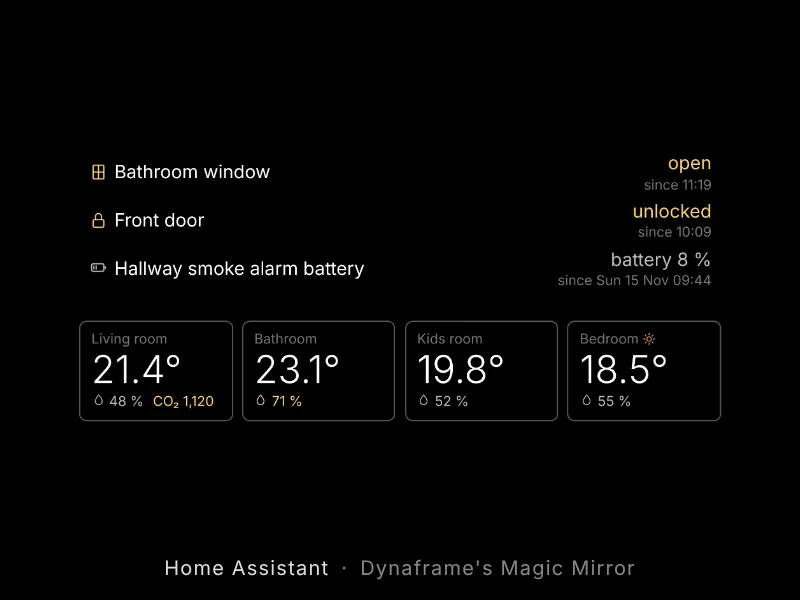 Bathroom window open
since 11:19
Front door unlocked
since 10:09
Hallway smoke alarm battery battery 8 %
since Sun 15 Nov 09:44
Living room
21.4°
48 % CO₂ 1,120
Bathroom
23.1°
71 %
Kids room
19.8°
52 %
Bedroom
18.5°
55 %
Home Assistant · Dynaframe's Magic Mirror